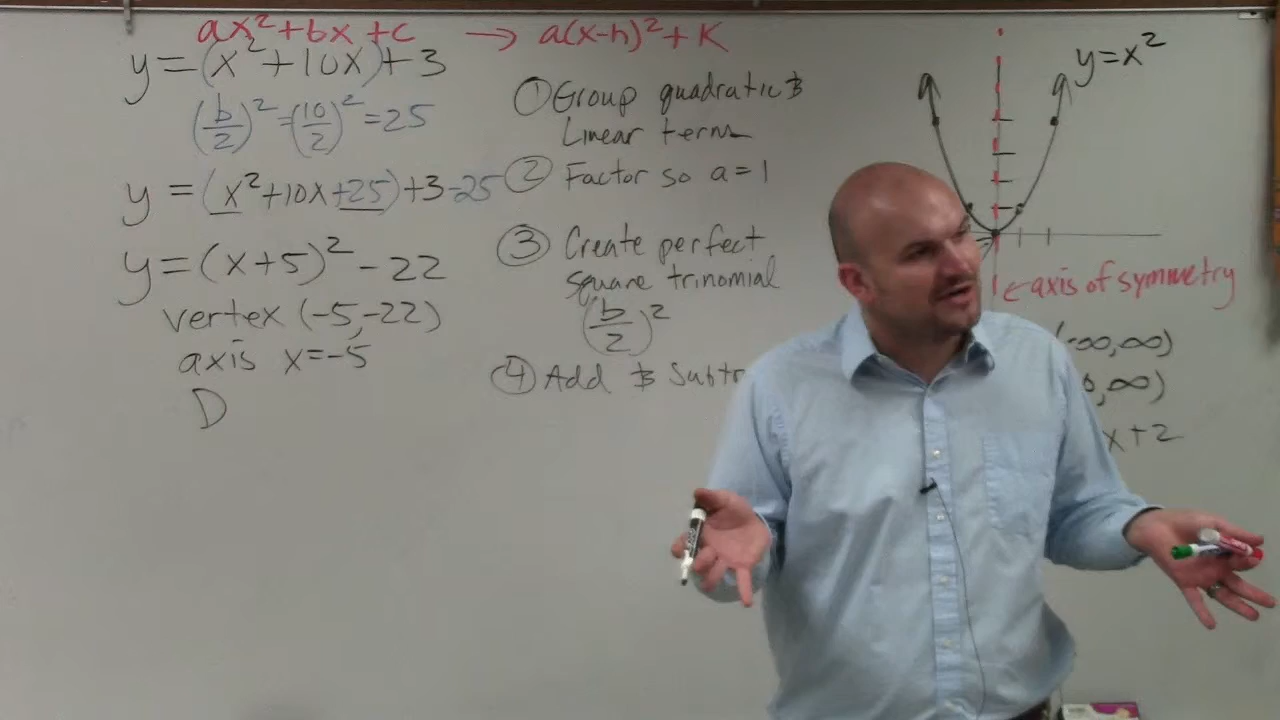 ax²+bx+c → a(x-h)²+K
y=(x²+10x)+3
(b/2)²=(10/2)²=25
y=(x²+10x+25)+3-25
y=(x+5)²-22
vertex (-5,-22)
axis x=-5
D
① Group quadratic &
Linear terms
② Factor so a=1
③ Create perfect
square trinomial
(b/2)²
④ Add & Subtr
y=x²
←axis of symmetry
-∞,∞)
,∞)
x+2